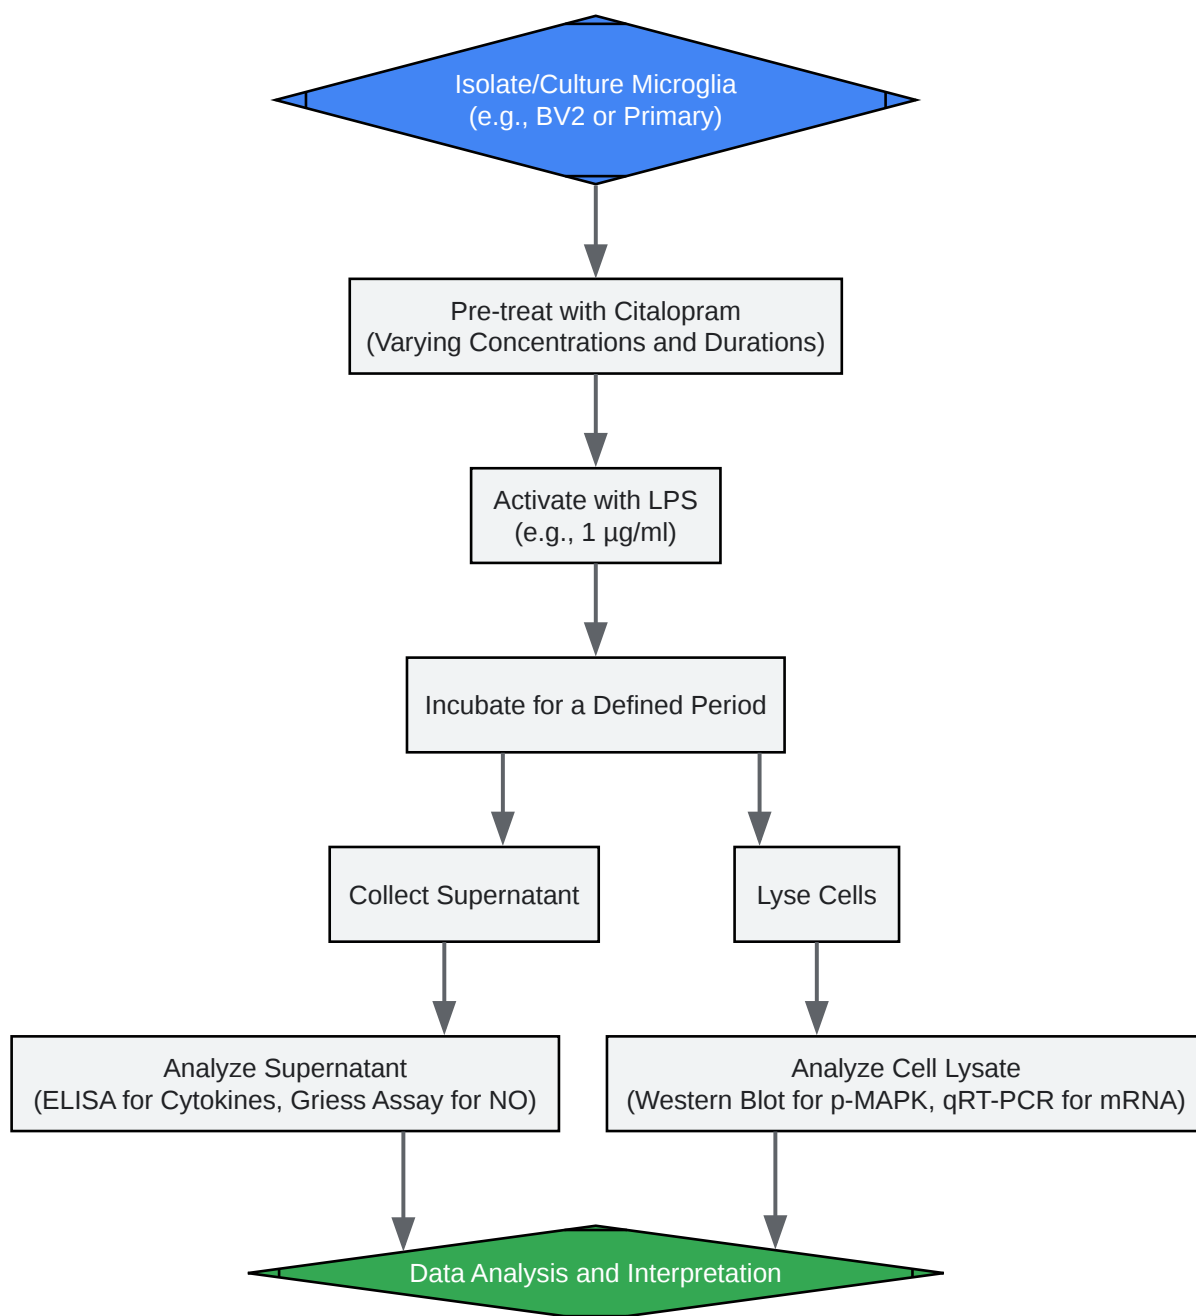 Isolate/Culture Microglia
(e.g., BV2 or Primary)
Pre-treat with Citalopram
(Varying Concentrations and Durations)
Activate with LPS
(e.g., 1 µg/ml)
Incubate for a Defined Period
Collect Supernatant
Lyse Cells
Analyze Supernatant
(ELISA for Cytokines, Griess Assay for NO)
Analyze Cell Lysate
(Western Blot for p-MAPK, qRT-PCR for mRNA)
Data Analysis and Interpretation